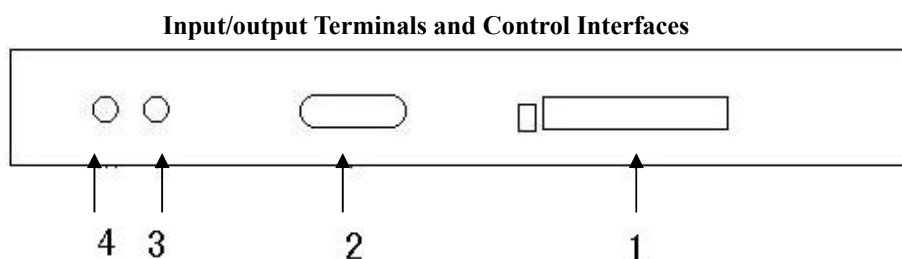 Input/output Terminals and Control Interfaces
4 3 2 1